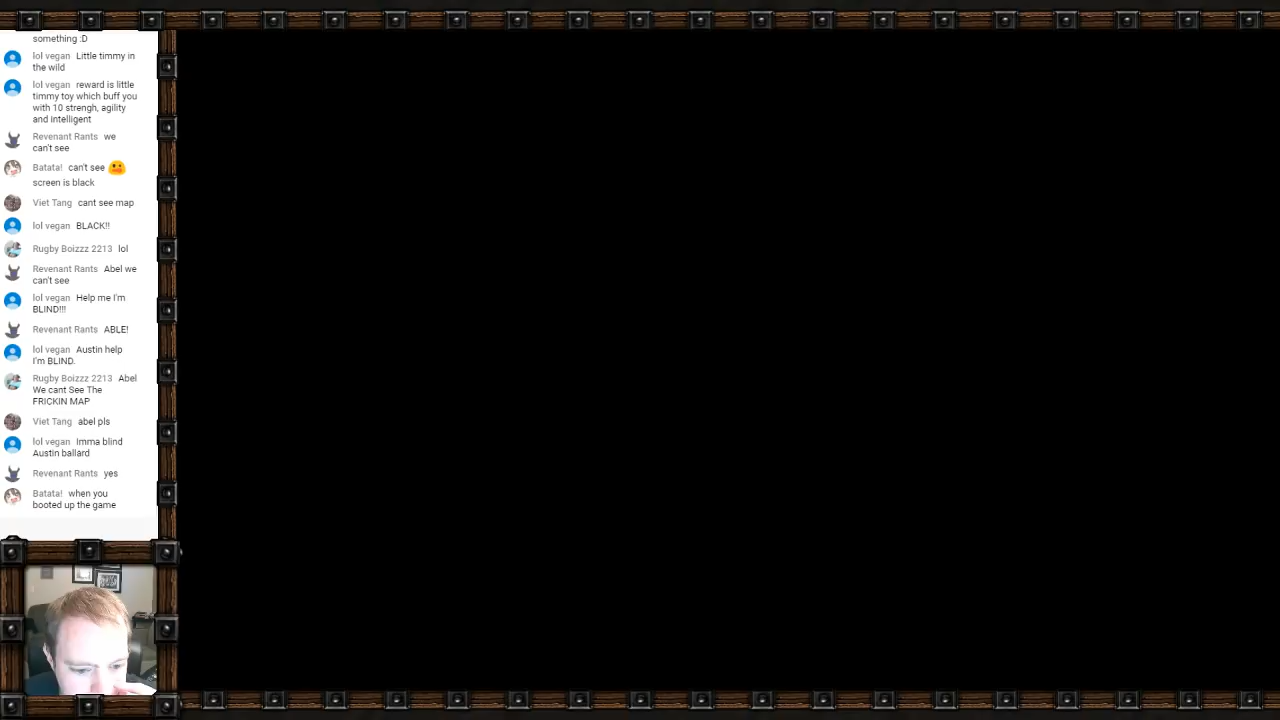 something :D
lol vegan Little timmy in
the wild
lol vegan reward is little
timmy toy which buff you
with 10 strengh, agility
and intelligent
Revenant Rants we
can't see
Batata! can't see
screen is black
Viet Tang cant see map
lol vegan BLACK!!
Rugby Boizzz 2213 lol
Revenant Rants Abel we
can't see
lol vegan Help me I'm
BLIND!!!
Revenant Rants ABLE!
lol vegan Austin help
I'm BLIND.
Rugby Boizzz 2213 Abel
We cant See The
FRICKIN MAP
Viet Tang abel pls
lol vegan Imma blind
Austin ballard
Revenant Rants yes
Batata! when you
booted up the game